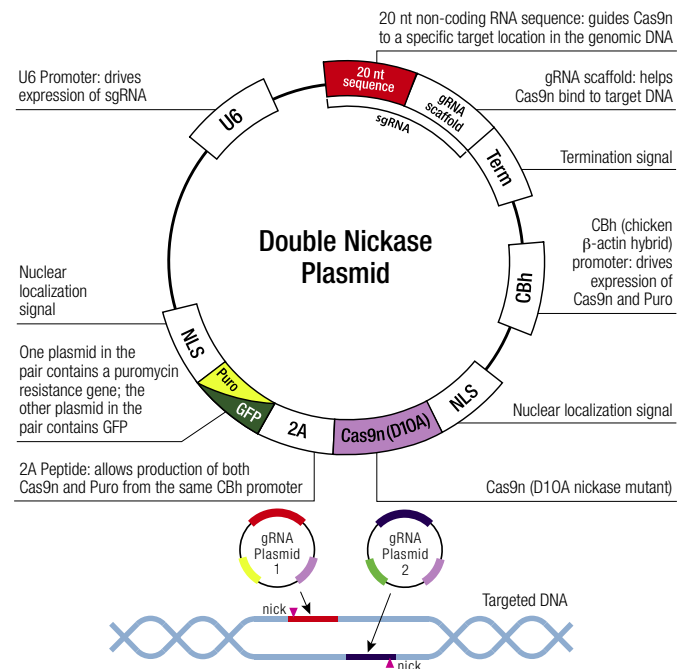 20 nt non-coding RNA sequence: guides Cas9n
to a specific target location in the genomic DNA
U6 Promoter: drives
expression of sgRNA
gRNA scaffold: helps
Cas9n bind to target DNA
20 nt
sequence
gRNA
scaffold
sgRNA
U6
Term
Termination signal
Double Nickase
Plasmid
CBh (chicken
β-actin hybrid)
promoter: drives
expression of
Cas9n and Puro
CBh
Nuclear
localization
signal
NLS
One plasmid in the
pair contains a puromycin
resistance gene; the
other plasmid in the
pair contains GFP
Puro
GFP
2A
Cas9n (D10A)
NLS
Nuclear localization signal
2A Peptide: allows production of both
Cas9n and Puro from the same CBh promoter
Cas9n (D10A nickase mutant)
gRNA
Plasmid
1
gRNA
Plasmid
2
Targeted DNA
nick
nick